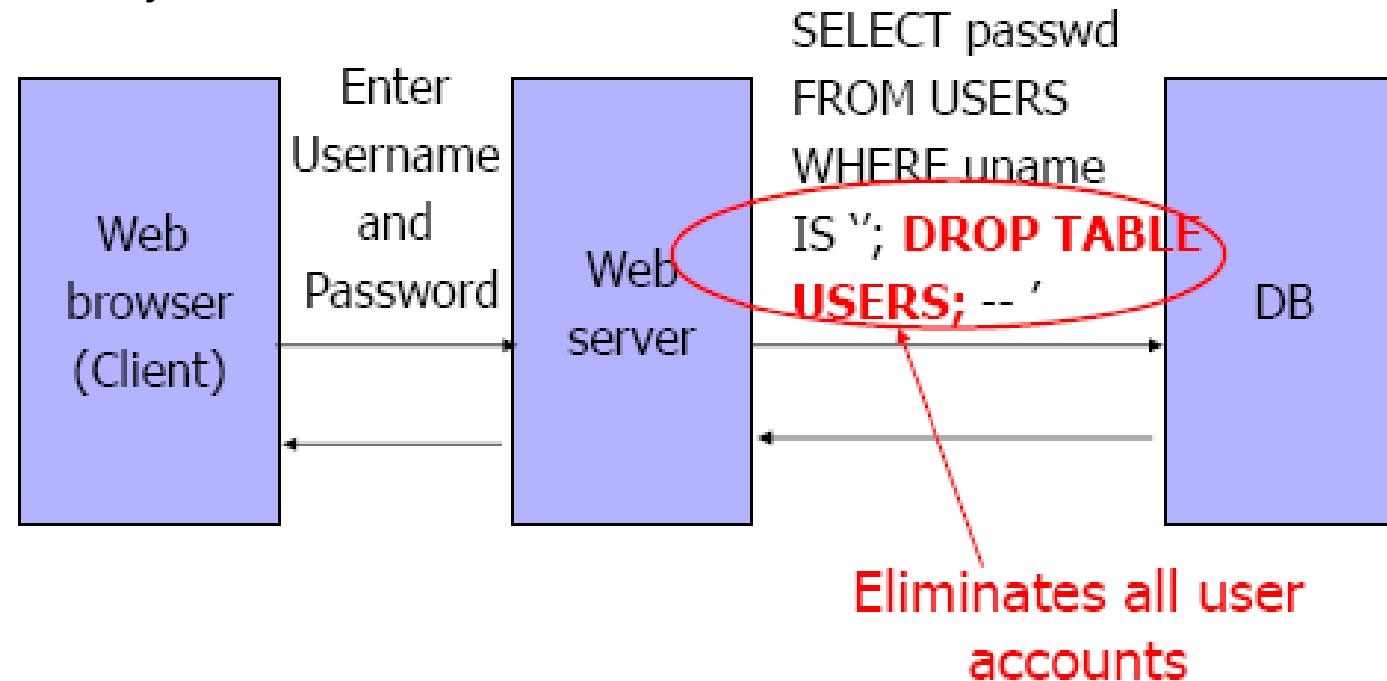 Web
browser
(Client)
Enter
Username
and
Password
Web
server
SELECT passwd
FROM USERS
WHERE uname
IS ‘’; DROP TABLE
USERS; -- ’
DB
Eliminates all user
accounts